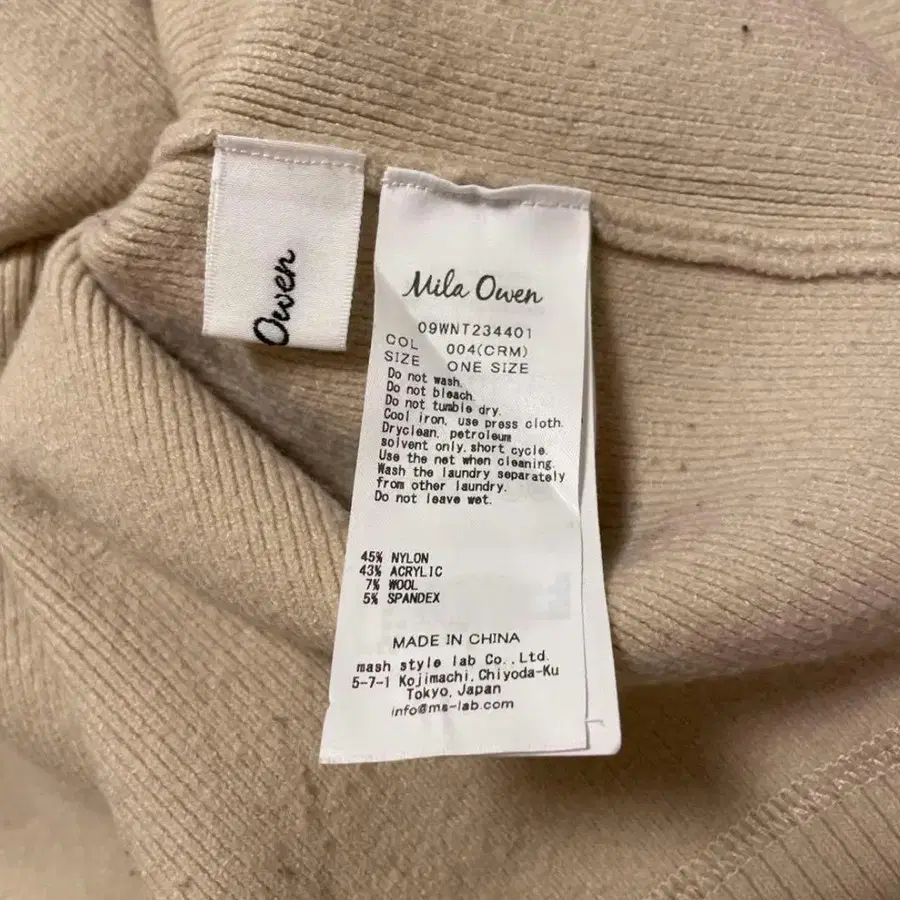 Owen
Mila Owen
09WNT234401
COL 004(CRM)
SIZE ONE SIZE
Do not wash.
Do not bleach.
Do not tumble dry.
Cool iron, use press cloth.
Dryclean, petroleum
solvent only, short cycle.
Use the net when cleaning.
Wash the laundry separately
from other laundry.
Do not leave wet.
45% NYLON
43% ACRYLIC
7% WOOL
5% SPANDEX
MADE IN CHINA
mash style lab Co., Ltd.
5-7-1 Kojimachi, Chiyoda-Ku
Tokyo, Japan
info@ms-lab.com